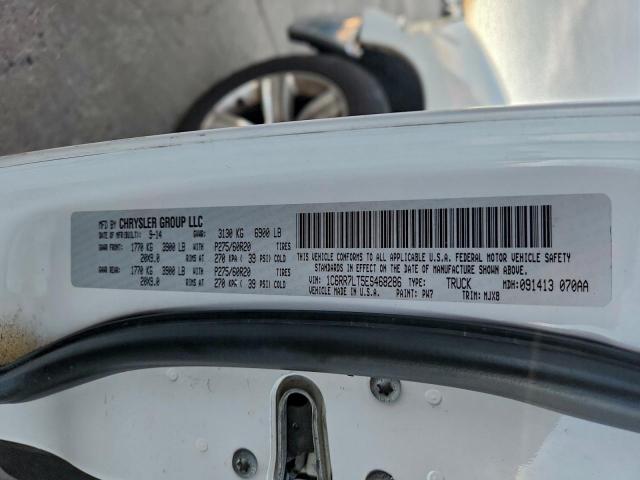 MFD BY CHRYSLER GROUP LLC
DATE OF MFR(BUILT): 9-14 GVWR: 3130 KG 6900 LB
GAWR FRONT: 1770 KG 3900 LB WITH P275/60R20 TIRES
20X9.0 RIMS AT 270 KPA ( 39 PSI) COLD
GAWR REAR: 1770 KG 3900 LB WITH P275/60R20 TIRES
20X9.0 RIMS AT 270 KPA ( 39 PSI) COLD
THIS VEHICLE CONFORMS TO ALL APPLICABLE U.S.A. FEDERAL MOTOR VEHICLE SAFETY
STANDARDS IN EFFECT ON THE DATE OF MANUFACTURE SHOWN ABOVE.
VIN: 1C6RR7LT5ES468286 TYPE: TRUCK MDH: 091413 070AA
VEHICLE MADE IN U.S.A. PAINT: PW7 TRIM: MJX8